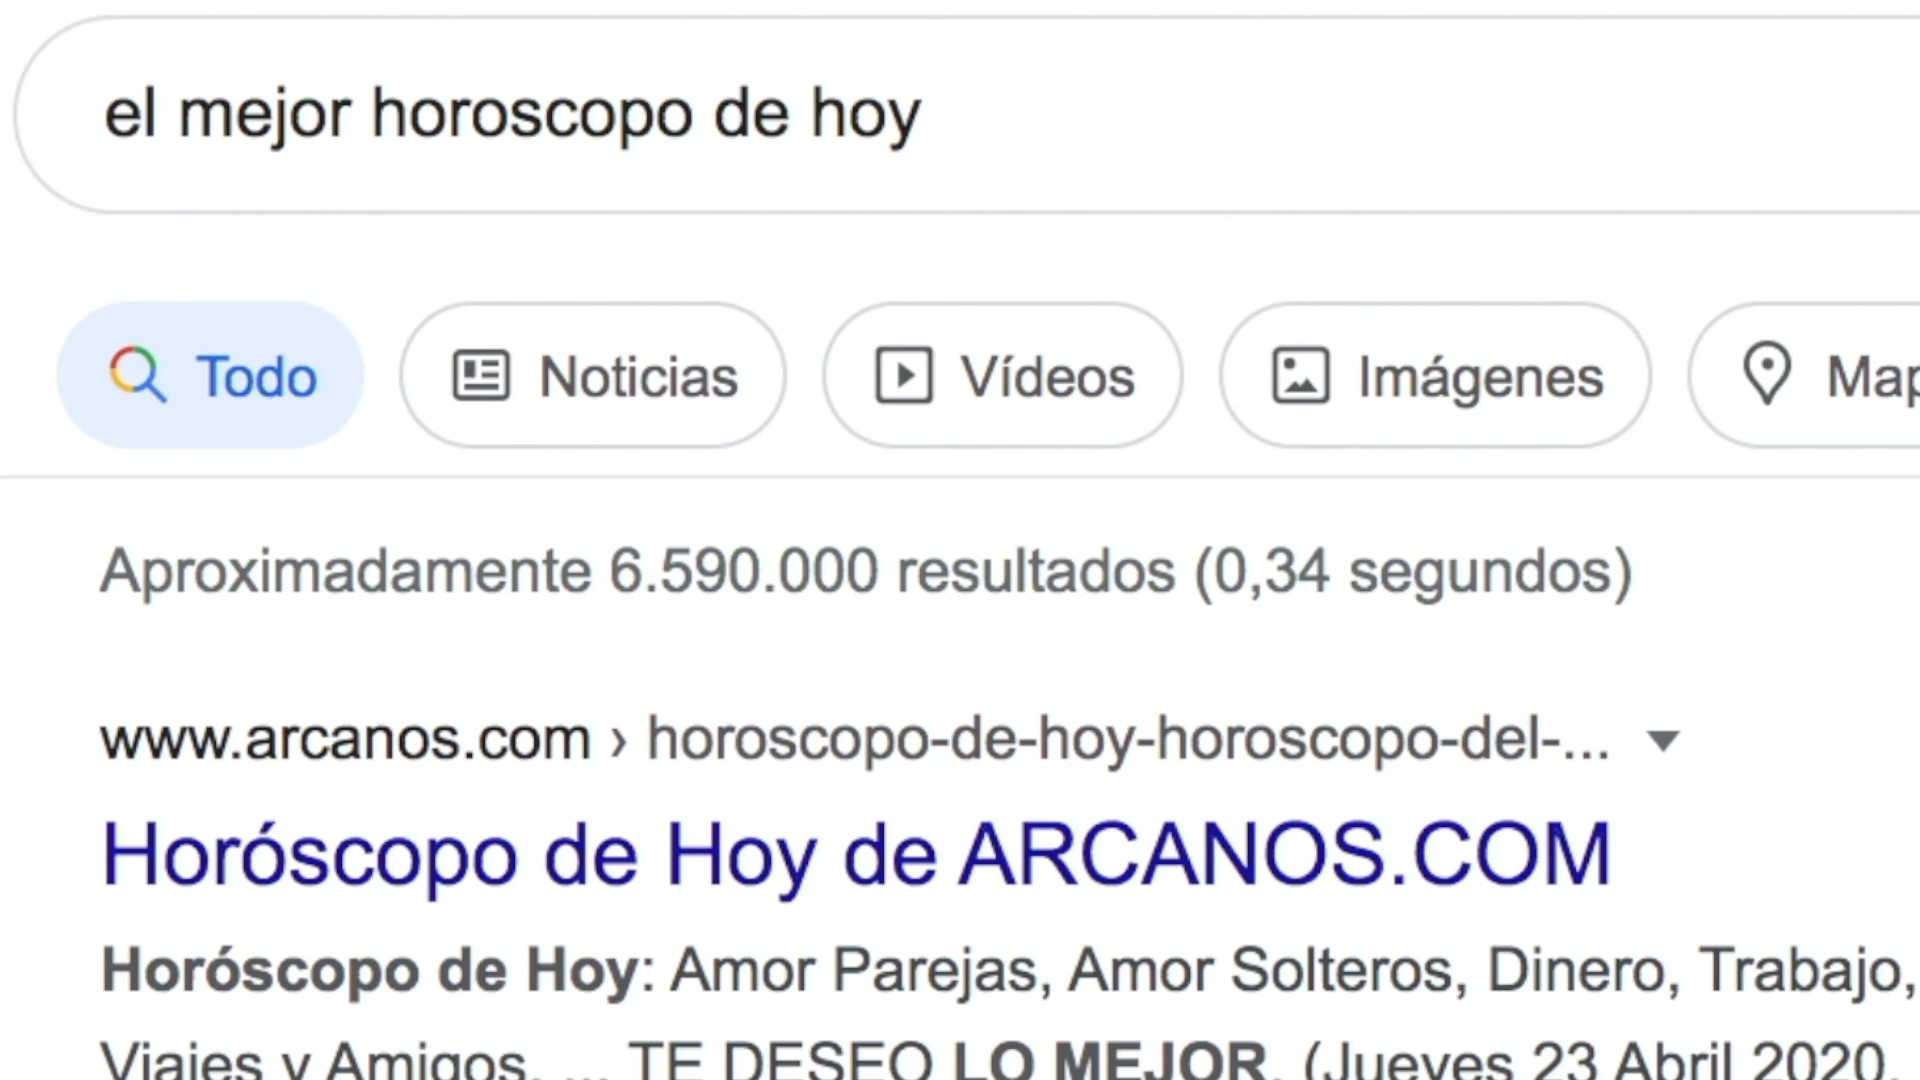 el mejor horoscopo de hoy
Todo Noticias Vídeos Imágenes
Aproximadamente 6.590.000 resultados (0,34 segundos)
www.arcanos.com › horoscopo-de-hoy-horoscopo-del-...
Horóscopo de Hoy de ARCANOS.COM
Horóscopo de Hoy: Amor Parejas, Amor Solteros, Dinero, Trabajo,
Viajes y Amigos. ... TE DESEO LO MEJOR. (Jueves 23 Abril 2020.